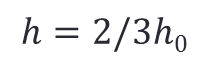 h = 2/3h₀